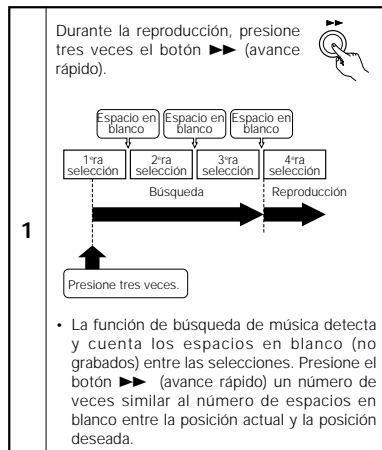 Durante la reproducción, presione
tres veces el botón ►► (avance
rápido).
►►
Espacio en
blanco
Espacio en
blanco
Espacio en
blanco
1ᵉra
selección
2ᵉra
selección
3ᵉra
selección
4ᵉra
selección
Búsqueda
Reproducción
1
Presione tres veces.
• La función de búsqueda de música detecta
y cuenta los espacios en blanco (no
grabados) entre las selecciones. Presione el
botón ►► (avance rápido) un número de
veces similar al número de espacios en
blanco entre la posición actual y la posición
deseada.